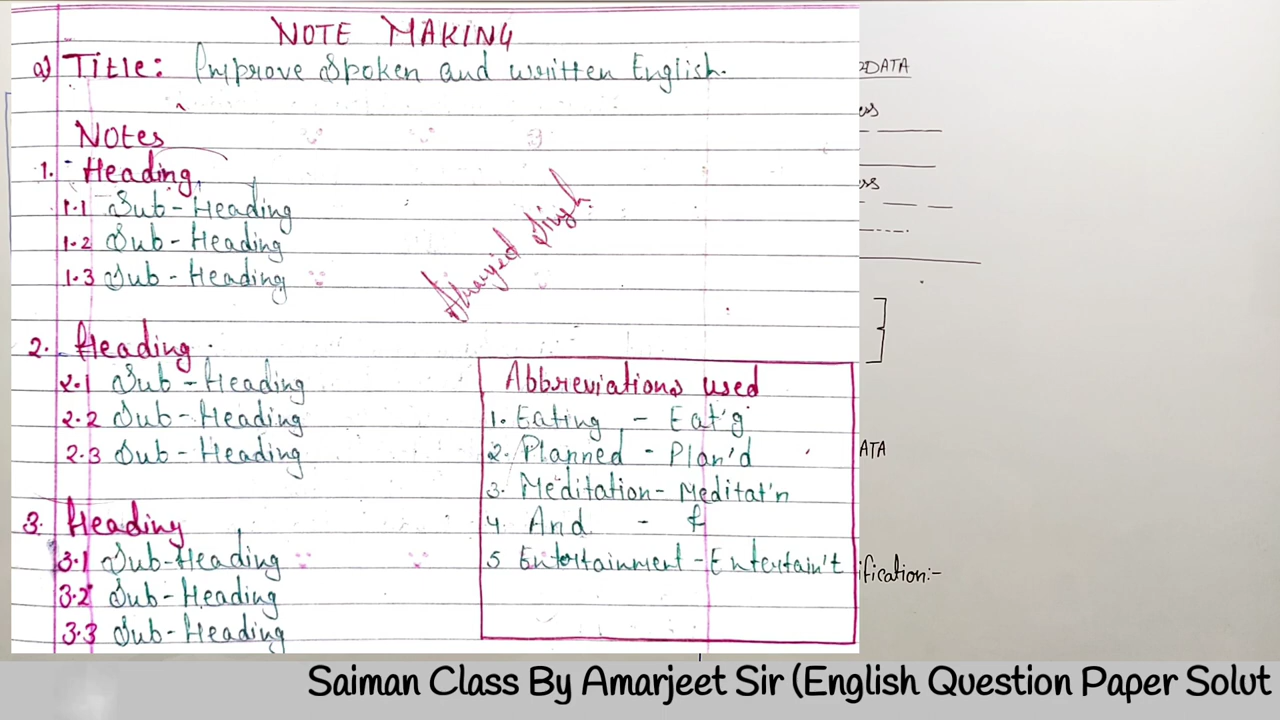 NOTE MAKING
a) Title: Improve Spoken and written English.
Notes
1. Heading
1.1 Sub-Heading
1.2 Sub-Heading
1.3 Sub-Heading
Amarjeet Singh
2. Heading
2.1 Sub-Heading
2.2 Sub-Heading
2.3 Sub-Heading
3. Heading
3.1 Sub-Heading
3.2 Sub-Heading
3.3 Sub-Heading
Abbreviations used
1. Eating - Eat'g
2. Planned - Plan'd
3. Meditation - Meditat'n
4. And - &
5 Entertainment - Entertain't
DATA
ess
ess
ATA
ification:-
Saiman Class By Amarjeet Sir (English Question Paper Solut